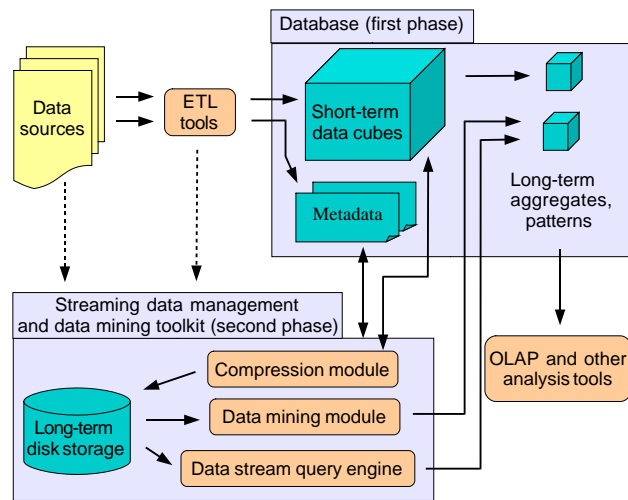 Database (first phase)
Data
sources
ETL
tools
Short-term
data cubes
Metadata
Long-term
aggregates,
patterns
Streaming data management
and data mining toolkit (second phase)
OLAP and other
analysis tools
Compression module
Data mining module
Long-term
disk storage
Data stream query engine